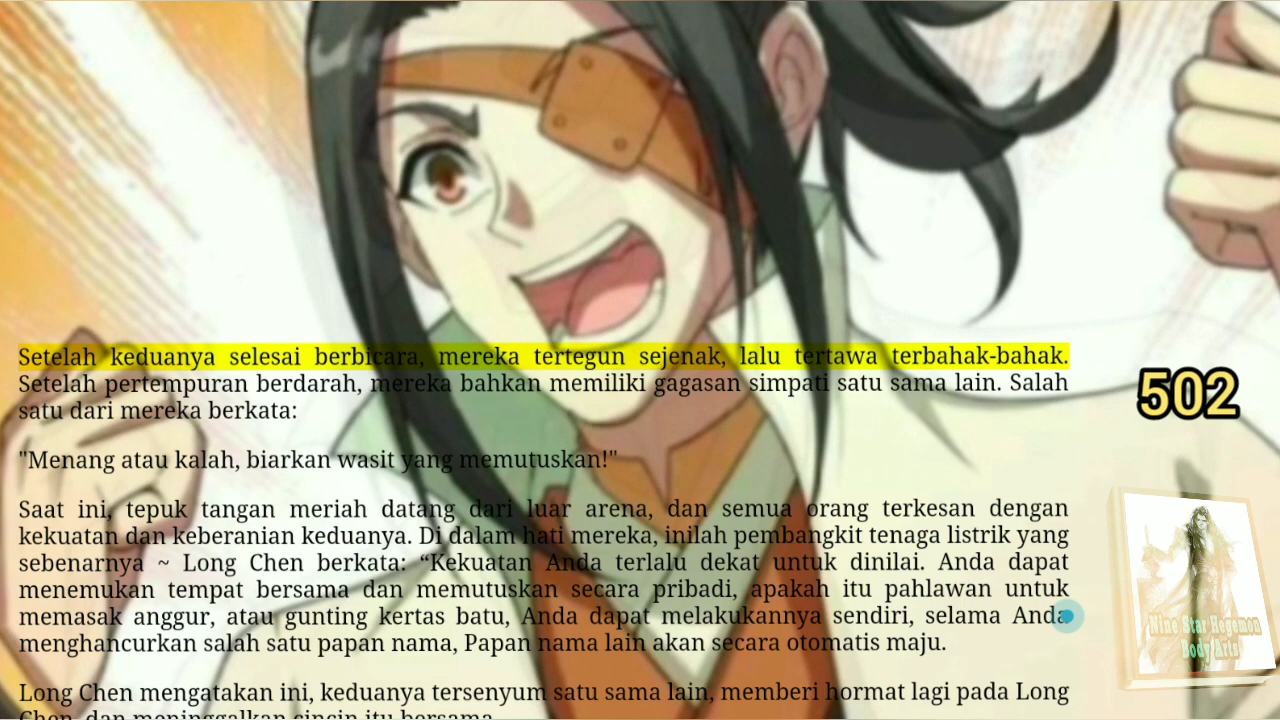 Setelah keduanya selesai berbicara, mereka tertegun sejenak, lalu tertawa terbahak-bahak.
Setelah pertempuran berdarah, mereka bahkan memiliki gagasan simpati satu sama lain. Salah
satu dari mereka berkata:
"Menang atau kalah, biarkan wasit yang memutuskan!"
Saat ini, tepuk tangan meriah datang dari luar arena, dan semua orang terkesan dengan
kekuatan dan keberanian keduanya. Di dalam hati mereka, inilah pembangkit tenaga listrik yang
sebenarnya ~ Long Chen berkata: “Kekuatan Anda terlalu dekat untuk dinilai. Anda dapat
menemukan tempat bersama dan memutuskan secara pribadi, apakah itu pahlawan untuk
memasak anggur, atau gunting kertas batu, Anda dapat melakukannya sendiri, selama Anda
menghancurkan salah satu papan nama, Papan nama lain akan secara otomatis maju.
Long Chen mengatakan ini, keduanya tersenyum satu sama lain, memberi hormat lagi pada Long
Chen, dan meninggalkan cincin itu bersama.
502
Nine Star Hegemon
Body Arts